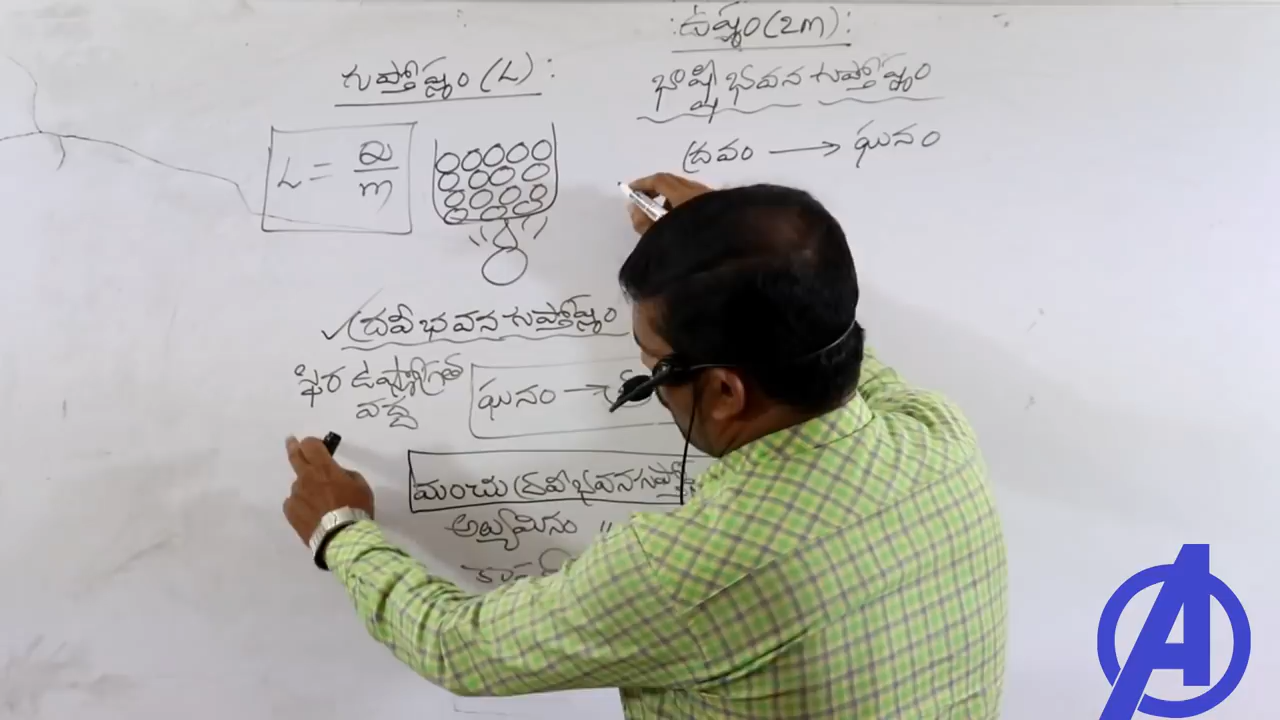 ఉష్ణం (2m) :
గుప్తోష్ణం (L) :
భాష్పీభవన గుప్తోష్ణం
ద్రవం → ఘనం
L = Q/m
✓ ద్రవీభవన గుప్తోష్ణం
స్థిర ఉష్ణోగ్రత
వద్ద
ఘనం →
మంచు ద్రవీభవన
అల్యూమినం "